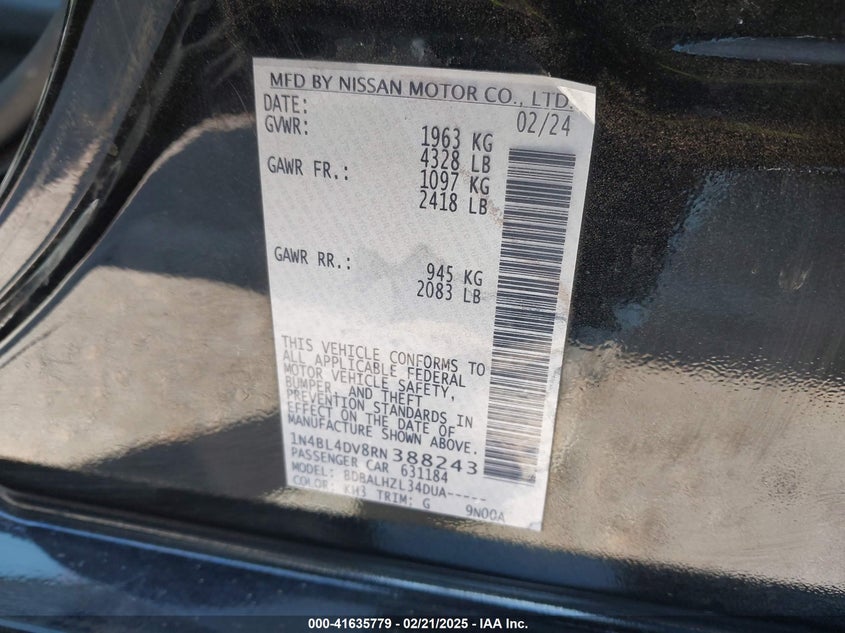 MFD BY NISSAN MOTOR CO., LTD.
DATE: 02/24
GVWR: 1963 KG
4328 LB
GAWR FR.: 1097 KG
2418 LB
GAWR RR.: 945 KG
2083 LB
THIS VEHICLE CONFORMS TO
ALL APPLICABLE FEDERAL
MOTOR VEHICLE SAFETY,
BUMPER, AND THEFT
PREVENTION STANDARDS IN
EFFECT ON THE DATE OF
MANUFACTURE SHOWN ABOVE.
1N4BL4DV8RN388243
PASSENGER CAR 631184
MODEL: BDBALHZL34DUA-----
COLOR: KH3 TRIM: G 9N00A
000-41635779 - 02/21/2025 - IAA Inc.